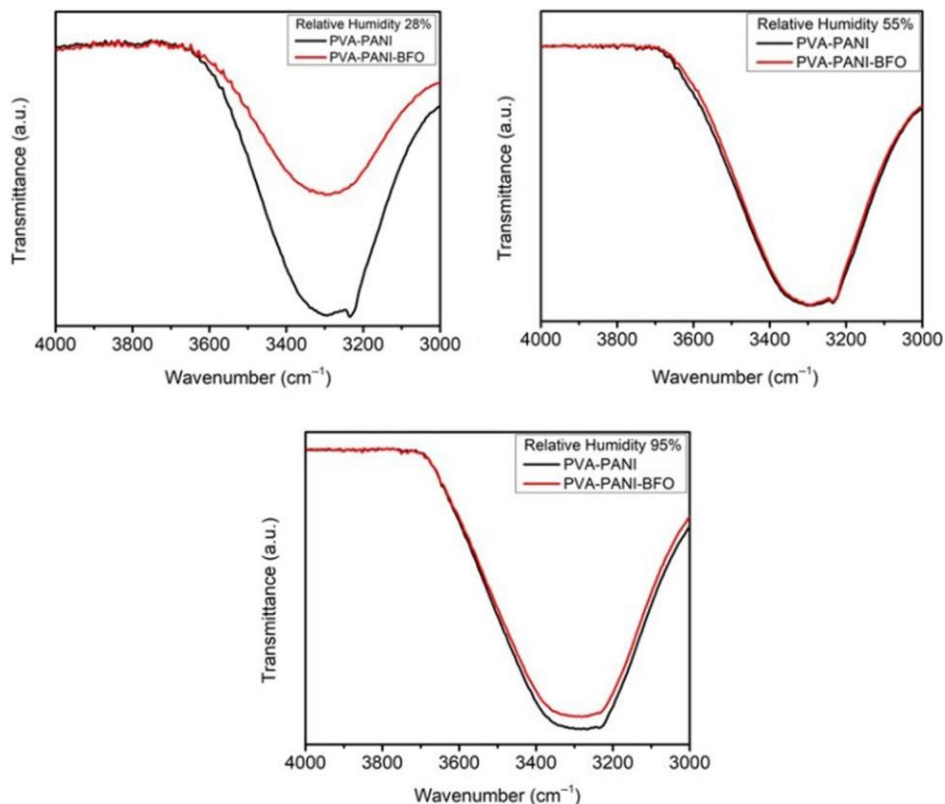 Relative Humidity 28%
PVA-PANI
PVA-PANI-BFO
Transmittance (a.u.)
4000 3800 3600 3400 3200 3000
Wavenumber (cm⁻¹)
Relative Humidity 55%
PVA-PANI
PVA-PANI-BFO
Transmittance (a.u.)
4000 3800 3600 3400 3200 3000
Wavenumber (cm⁻¹)
Relative Humidity 95%
PVA-PANI
PVA-PANI-BFO
Transmittance (a.u.)
4000 3800 3600 3400 3200 3000
Wavenumber (cm⁻¹)